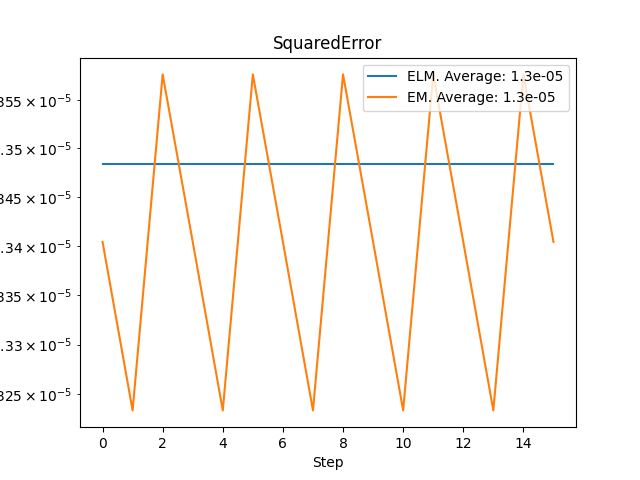 SquaredError
ELM. Average: 1.3e-05
EM. Average: 1.3e-05
355 × 10⁻⁵
.35 × 10⁻⁵
345 × 10⁻⁵
.34 × 10⁻⁵
335 × 10⁻⁵
.33 × 10⁻⁵
325 × 10⁻⁵
0 2 4 6 8 10 12 14
Step